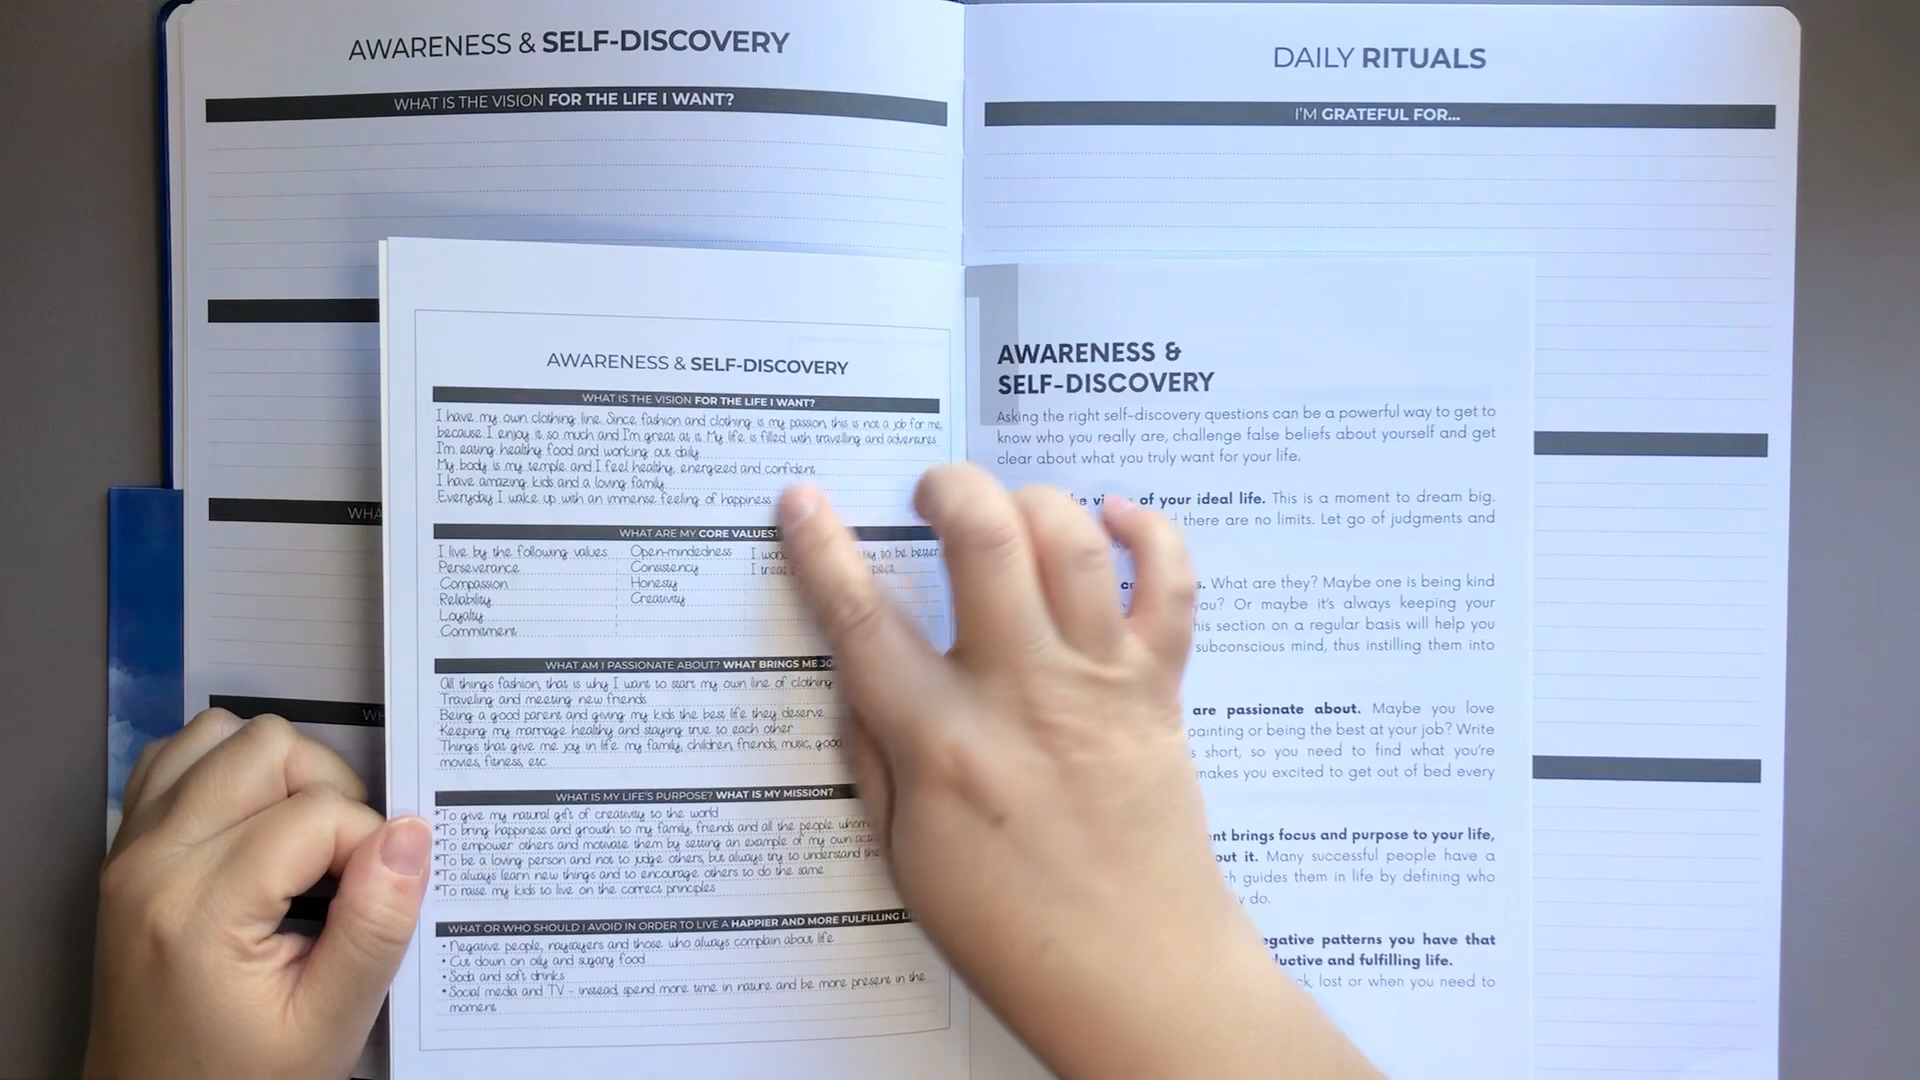 AWARENESS & SELF-DISCOVERY
WHAT IS THE VISION FOR THE LIFE I WANT?
DAILY RITUALS
I'M GRATEFUL FOR...
AWARENESS & SELF-DISCOVERY
WHAT IS THE VISION FOR THE LIFE I WANT?
I have my own clothing line. Since fashion and clothing is my passion, this is not a job for me,
because I enjoy it so much and I'm great at it. My life is filled with travelling and adventures.
I'm eating healthy food and working out daily.
My body is my temple and I feel healthy, energized and confident
I have amazing kids and a loving family.
Everyday I wake up with an immense feeling of happiness
WHAT ARE MY CORE VALUES?
I live by the following values Open-mindedness I to be better
Perseverance Consistency I treat
Compassion Honesty
Reliability Creativity
Loyalty
Commitment
WHAT AM I PASSIONATE ABOUT? WHAT BRINGS ME
All things fashion, that is why I want to start my own line of clothing
Traveling and meeting new friends
Being a good parent and giving my kids the best life they deserve
Keeping my marriage healthy and staying true to each other
Things that give me joy in life: my family, children, friends, music, good
movies, fitness, etc.
WHAT IS MY LIFE'S PURPOSE? WHAT IS MY MISSION?
*To give my natural gift of creativity to the world
*To bring happiness and growth to my family, friends and all the people whom
*To empower others and motivate them by setting an example of my own
*To be a loving person and not to judge others, but always try to understand
*To always learn new things and to encourage others to do the same
*To raise my kids to live on the correct principles
WHAT OR WHO SHOULD I AVOID IN ORDER TO LIVE A HAPPIER AND MORE FULFILLING
• Negative people, naysayers and those who always complain about life
• Cut down on oily and sugary food
• Soda and soft drinks
• Social media and TV - instead, spend more time in nature and be more present in the
moment
1
AWARENESS &
SELF-DISCOVERY
Asking the right self-discovery questions can be a powerful way to get to
know who you really are, challenge false beliefs about yourself and get
clear about what you truly want for your life.
of your ideal life. This is a moment to dream big.
there are no limits. Let go of judgments and
What are they? Maybe one is being kind
you? Or maybe it's always keeping your
this section on a regular basis will help you
subconscious mind, thus instilling them into
are passionate about. Maybe you love
painting or being the best at your job? Write
short, so you need to find what you're
makes you excited to get out of bed every
brings focus and purpose to your life,
Many successful people have a
guides them in life by defining who
do.
negative patterns you have that
and fulfilling life.
lost or when you need to